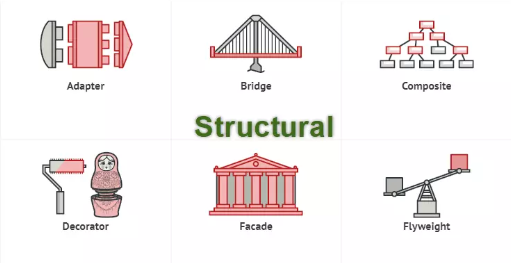 Adapter
Bridge
Composite
Structural
Decorator
Facade
Flyweight